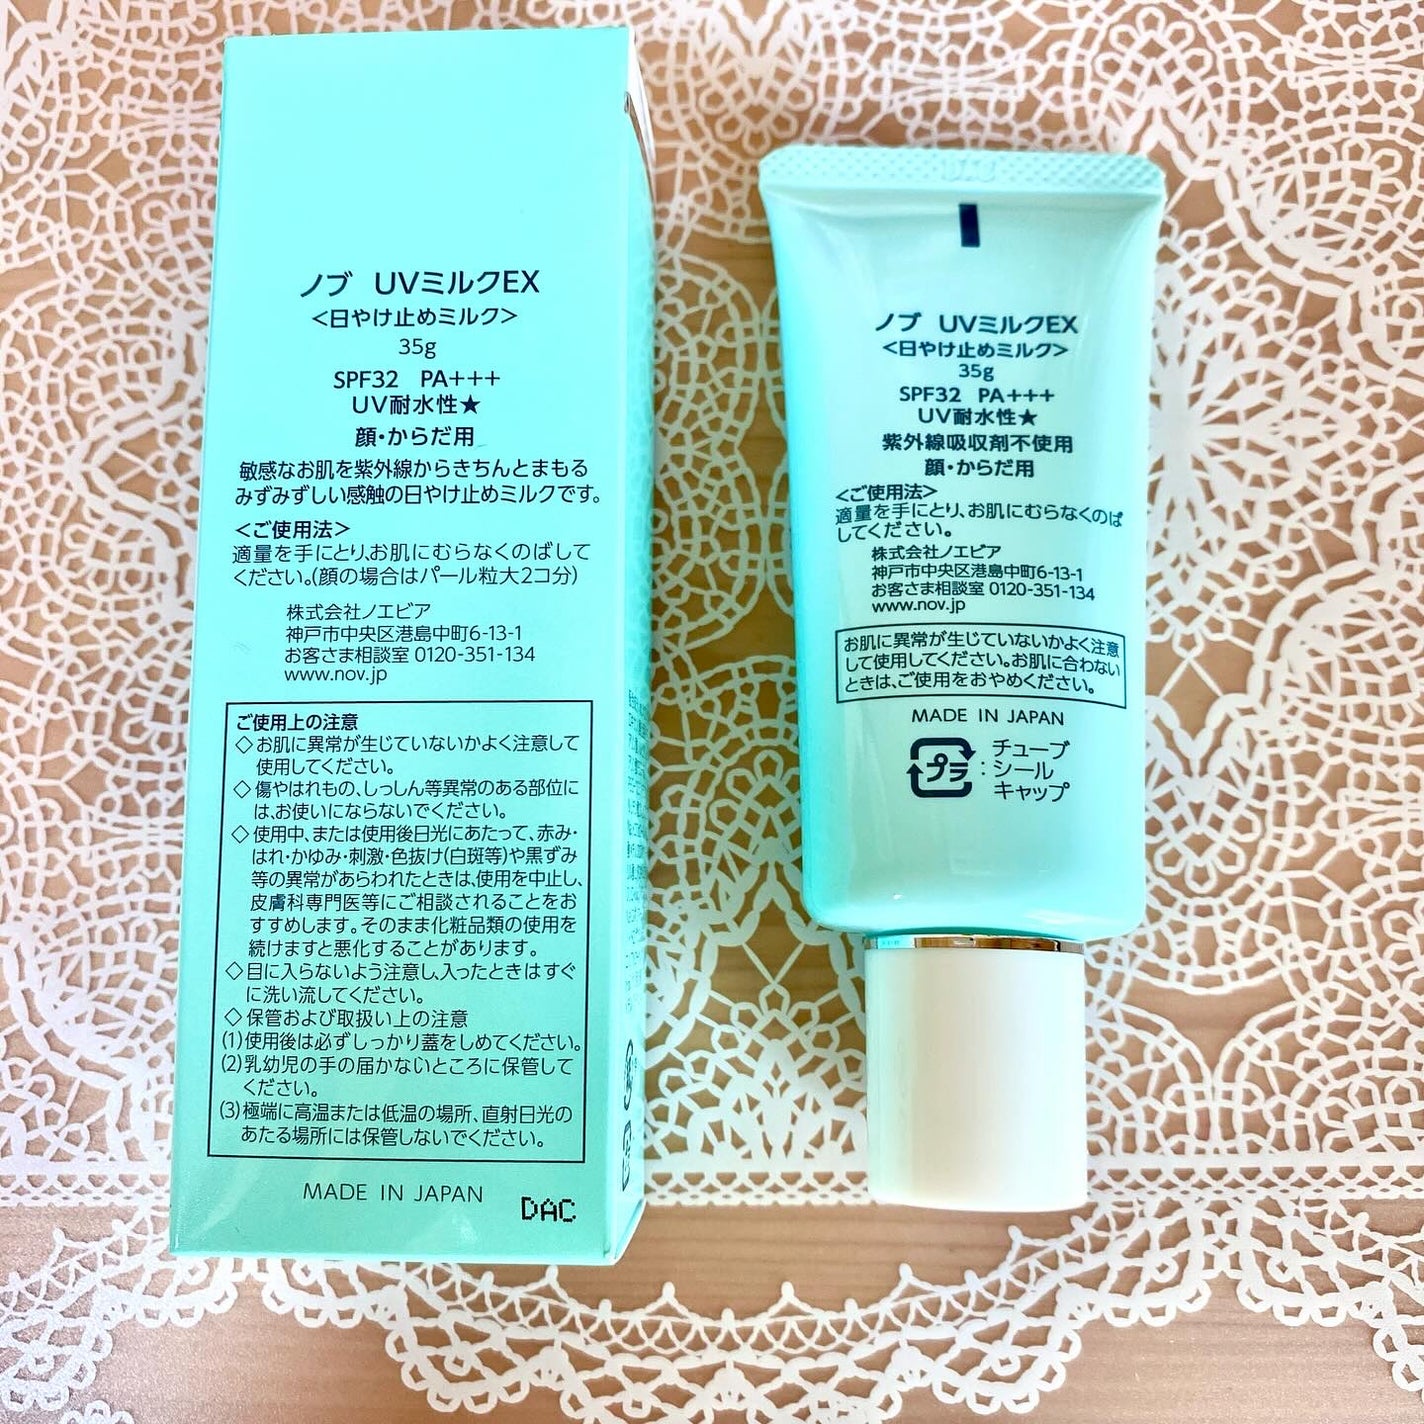 ノブ UVミルクEX
<日やけ止めミルク>
35g
SPF32 PA+++
UV耐水性★
顔・からだ用
敏感なお肌を紫外線からきちんとまもる
みずみずしい感触の日やけ止めミルクです。
<ご使用法>
適量を手にとり、お肌にむらなくのばして
ください。(顔の場合はパール粒大2コ分)
株式会社ノエビア
神戸市中央区港島中町6-13-1
お客さま相談室 0120-351-134
www.nov.jp
ご使用上の注意
◇お肌に異常が生じていないかよく注意して
使用してください。
◇傷やはれもの、しっしん等異常のある部位に
は、お使いにならないでください。
◇使用中、または使用後日光にあたって、赤み・
はれ・かゆみ・刺激・色抜け(白斑等)や黒ずみ
等の異常があらわれたときは、使用を中止し、
皮膚科専門医等にご相談されることをお
すすめします。そのまま化粧品類の使用を
続けますと悪化することがあります。
◇目に入らないよう注意し、入ったときはすぐ
に洗い流してください。
◇保管および取扱い上の注意
(1)使用後は必ずしっかり蓋をしめてください。
(2)乳幼児の手の届かないところに保管して
ください。
(3)極端に高温または低温の場所、直射日光の
あたる場所には保管しないでください。
MADE IN JAPAN
DAC
ノブ UVミルクEX
<日やけ止めミルク>
35g
SPF32 PA+++
UV耐水性★
紫外線吸収剤不使用
顔・からだ用
<ご使用法>
適量を手にとり、お肌にむらなくのば
してください。
株式会社ノエビア
神戸市中央区港島中町6-13-1
お客さま相談室 0120-351-134
www.nov.jp
お肌に異常が生じていないかよく注意
して使用してください。お肌に合わない
ときは、ご使用をおやめください。
MADE IN JAPAN
プラ : チューブ
シール
キャップ